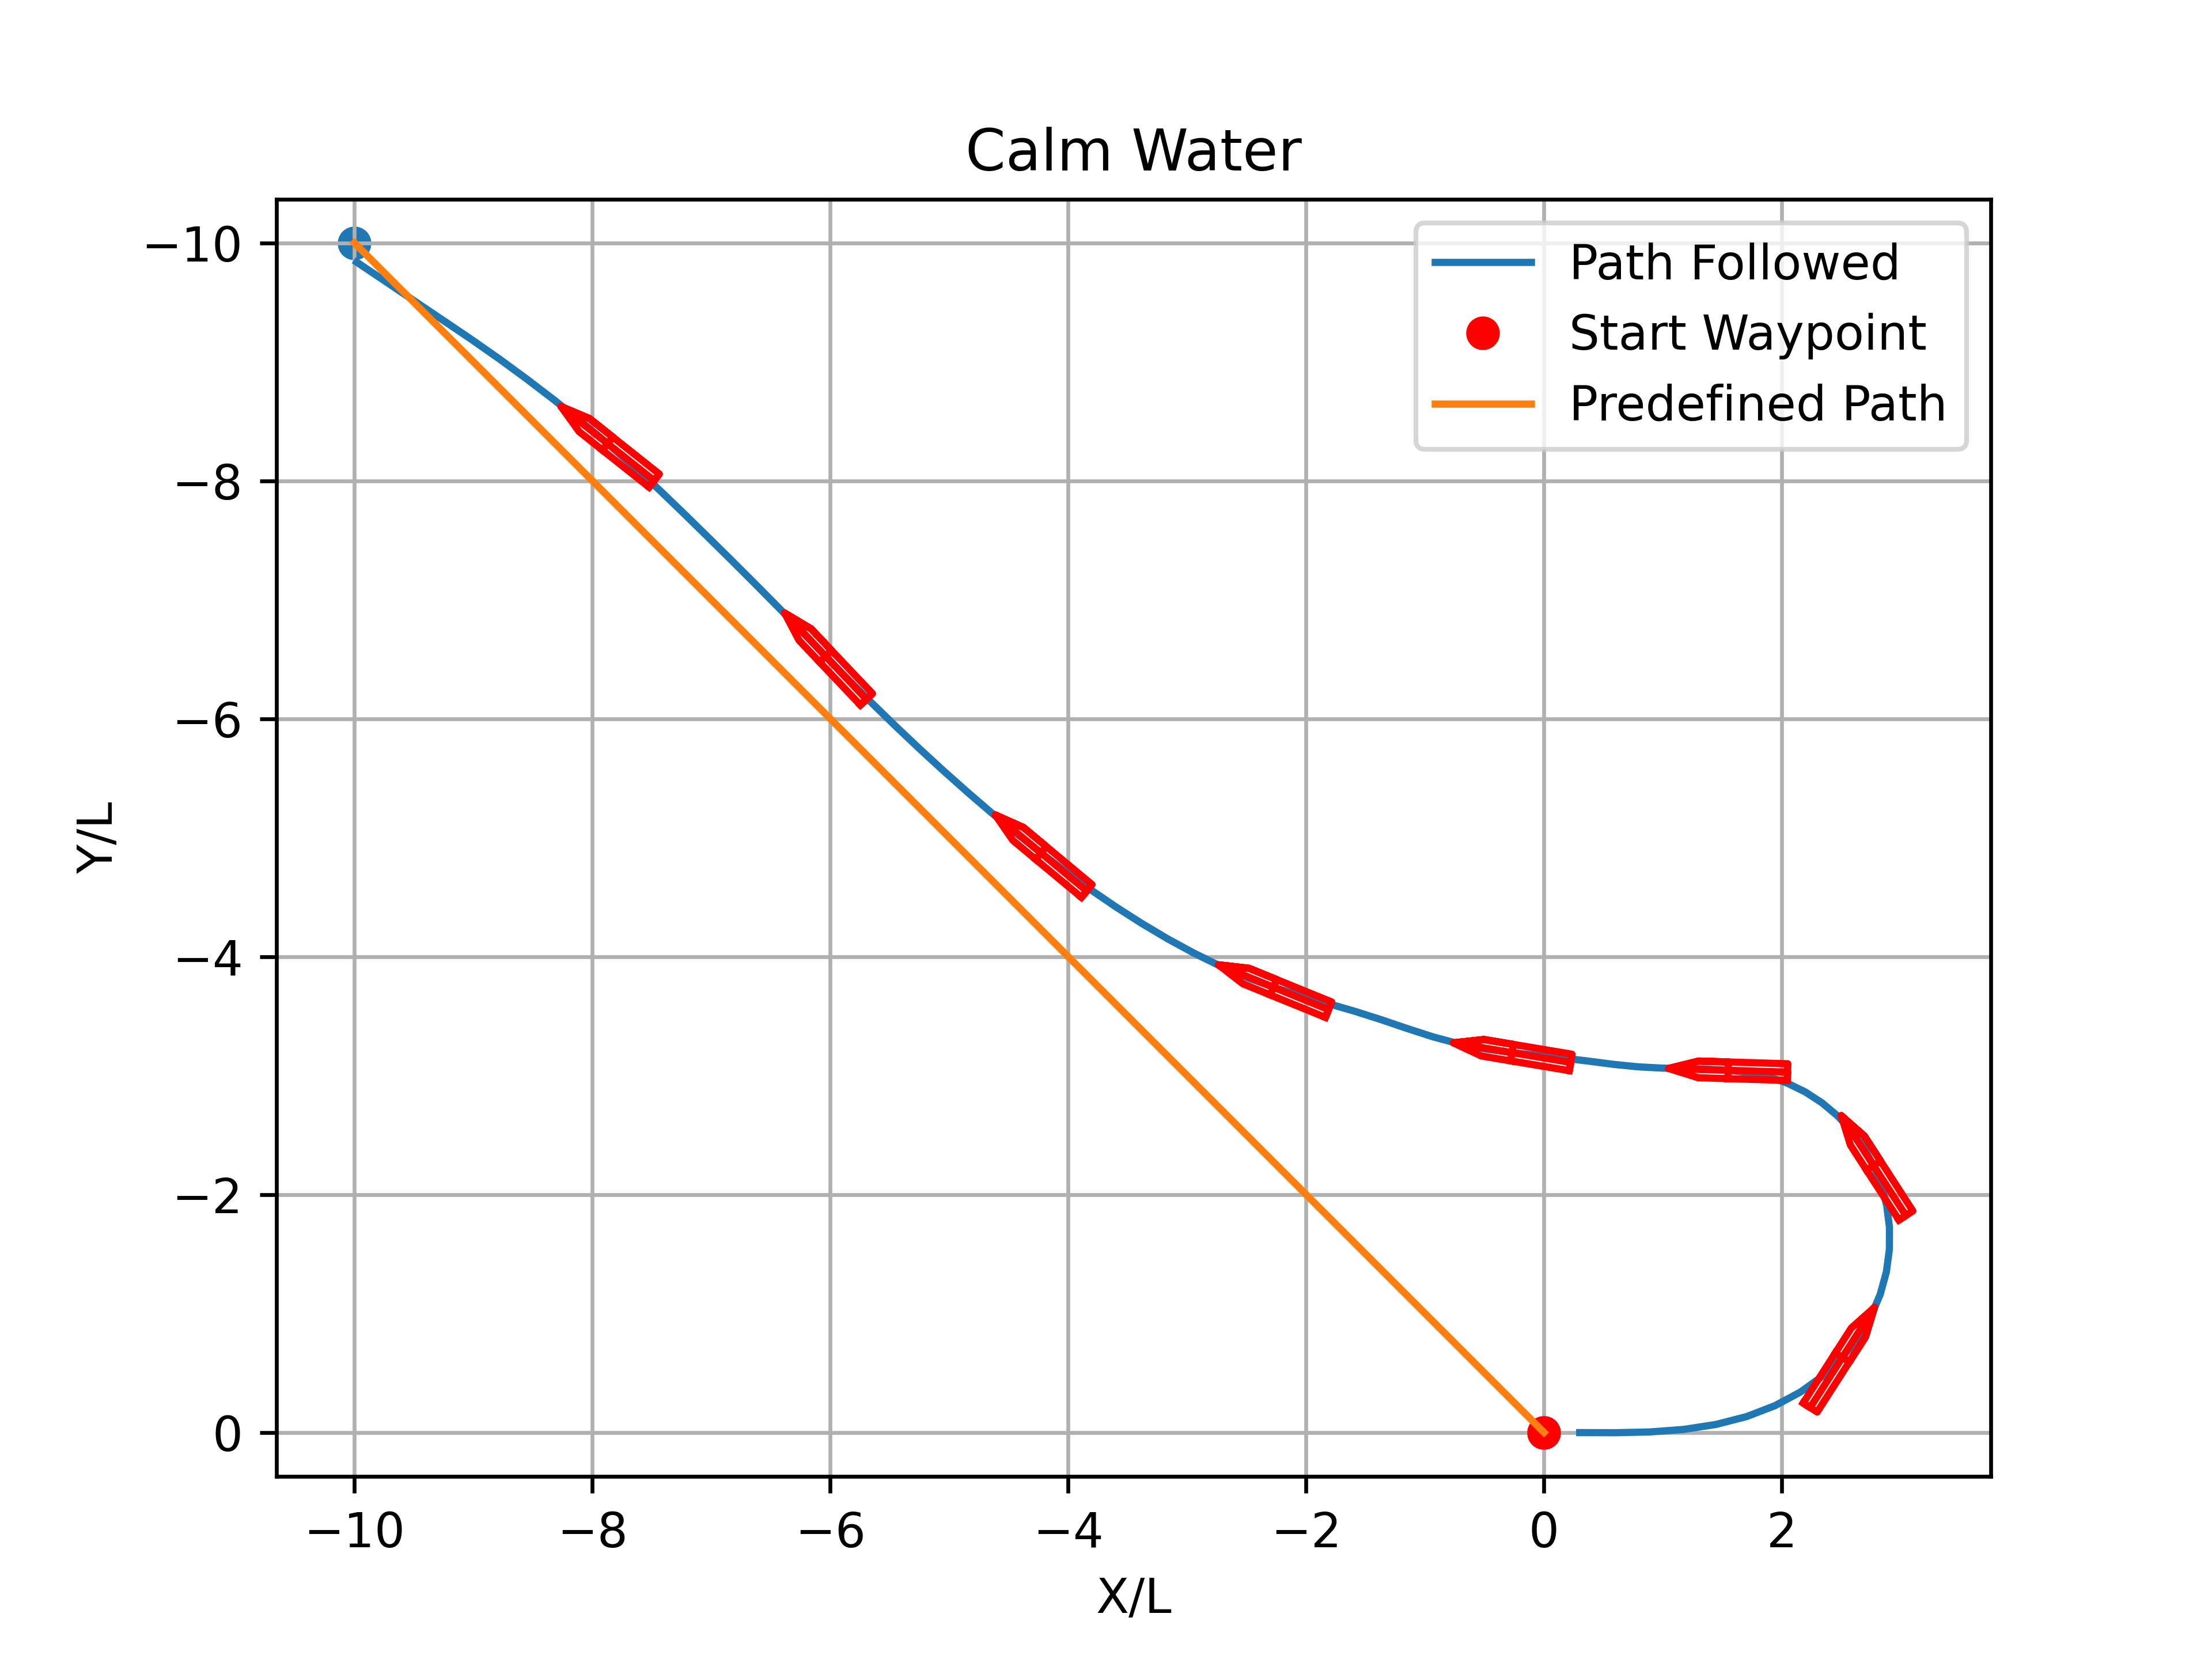 Calm Water
Path Followed
Start Waypoint
Predefined Path
−10
−8
−6
−4
−2
0
Y/L
−10 −8 −6 −4 −2 0 2
X/L